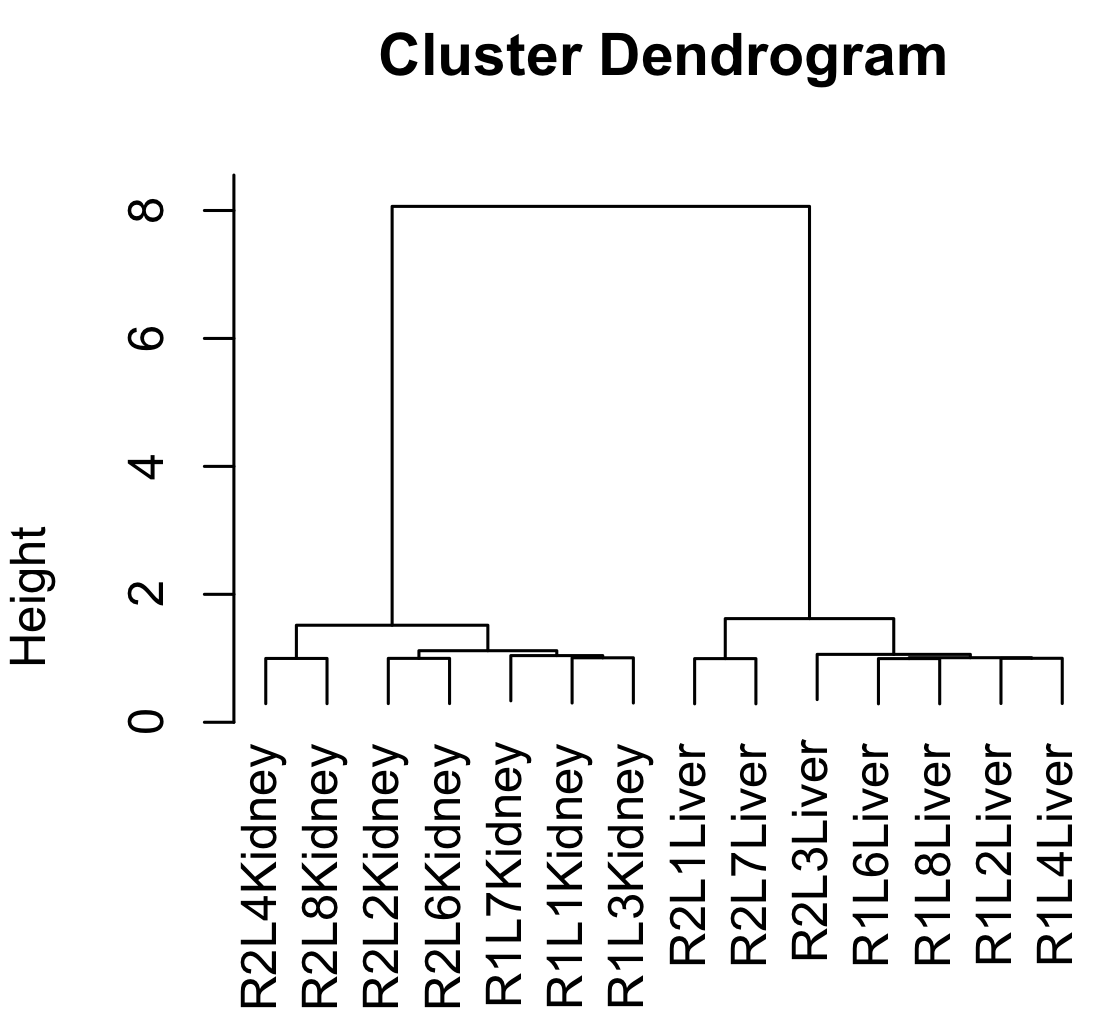 Cluster Dendrogram
Height
8
6
4
2
0
R2L4Kidney
R2L8Kidney
R2L2Kidney
R2L6Kidney
R1L7Kidney
R1L1Kidney
R1L3Kidney
R2L1Liver
R2L7Liver
R2L3Liver
R1L6Liver
R1L8Liver
R1L2Liver
R1L4Liver